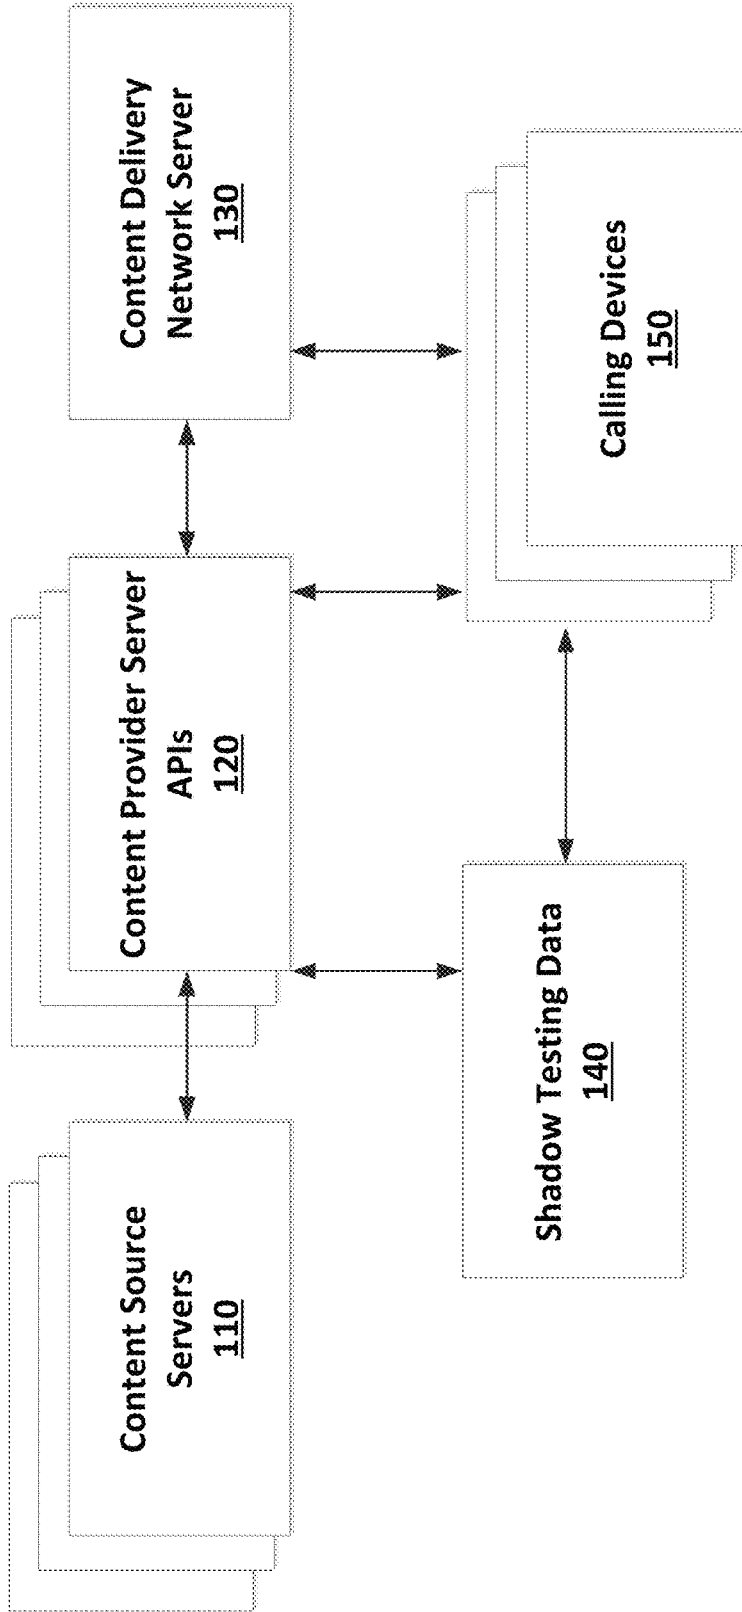 Content Source
Servers
110
Content Provider Server
APIs
120
Content Delivery
Network Server
130
Shadow Testing Data
140
Calling Devices
150